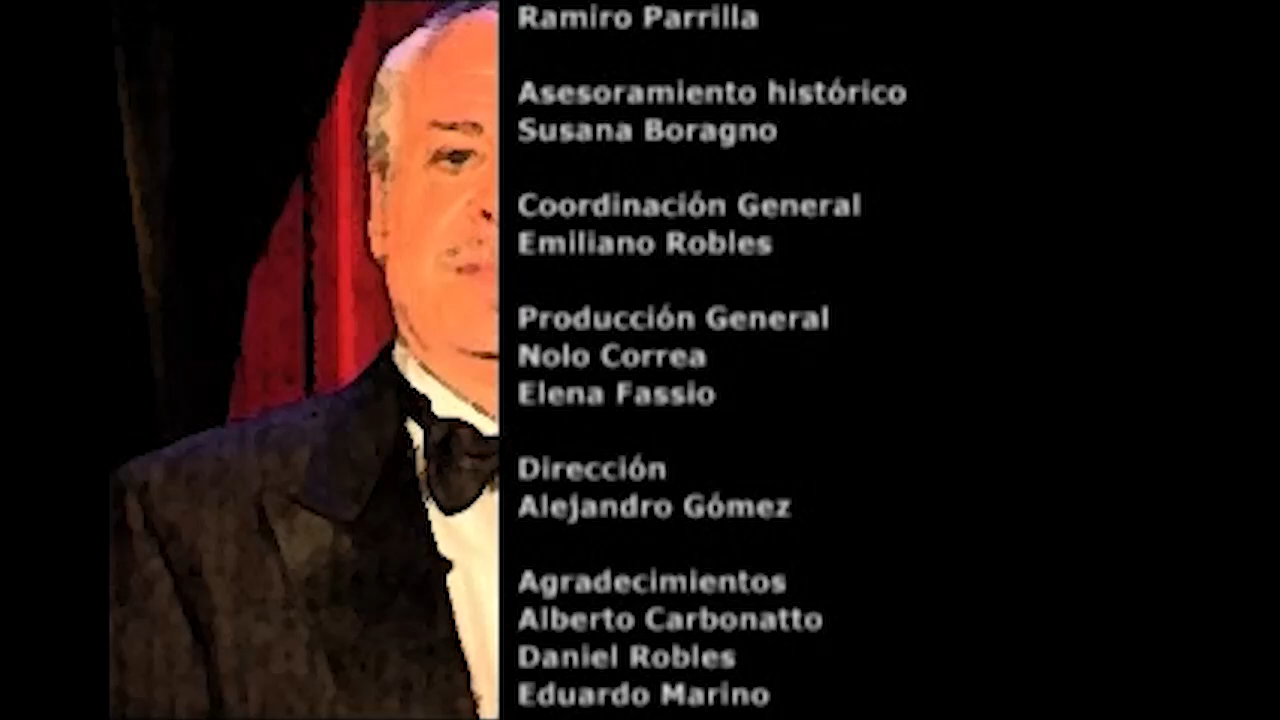 Ramiro Parrilla
Asesoramiento histórico
Susana Boragno
Coordinación General
Emiliano Robles
Producción General
Nolo Correa
Elena Fassio
Dirección
Alejandro Gómez
Agradecimientos
Alberto Carbonatto
Daniel Robles
Eduardo Marino